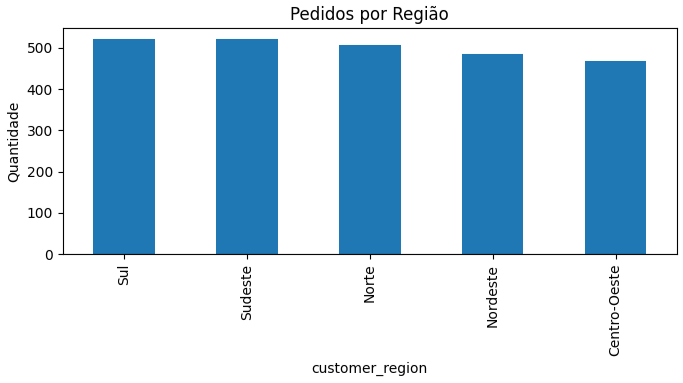 Pedidos por Região
Quantidade
500
400
300
200
100
0
Sul
Sudeste
Norte
Nordeste
Centro-Oeste
customer_region